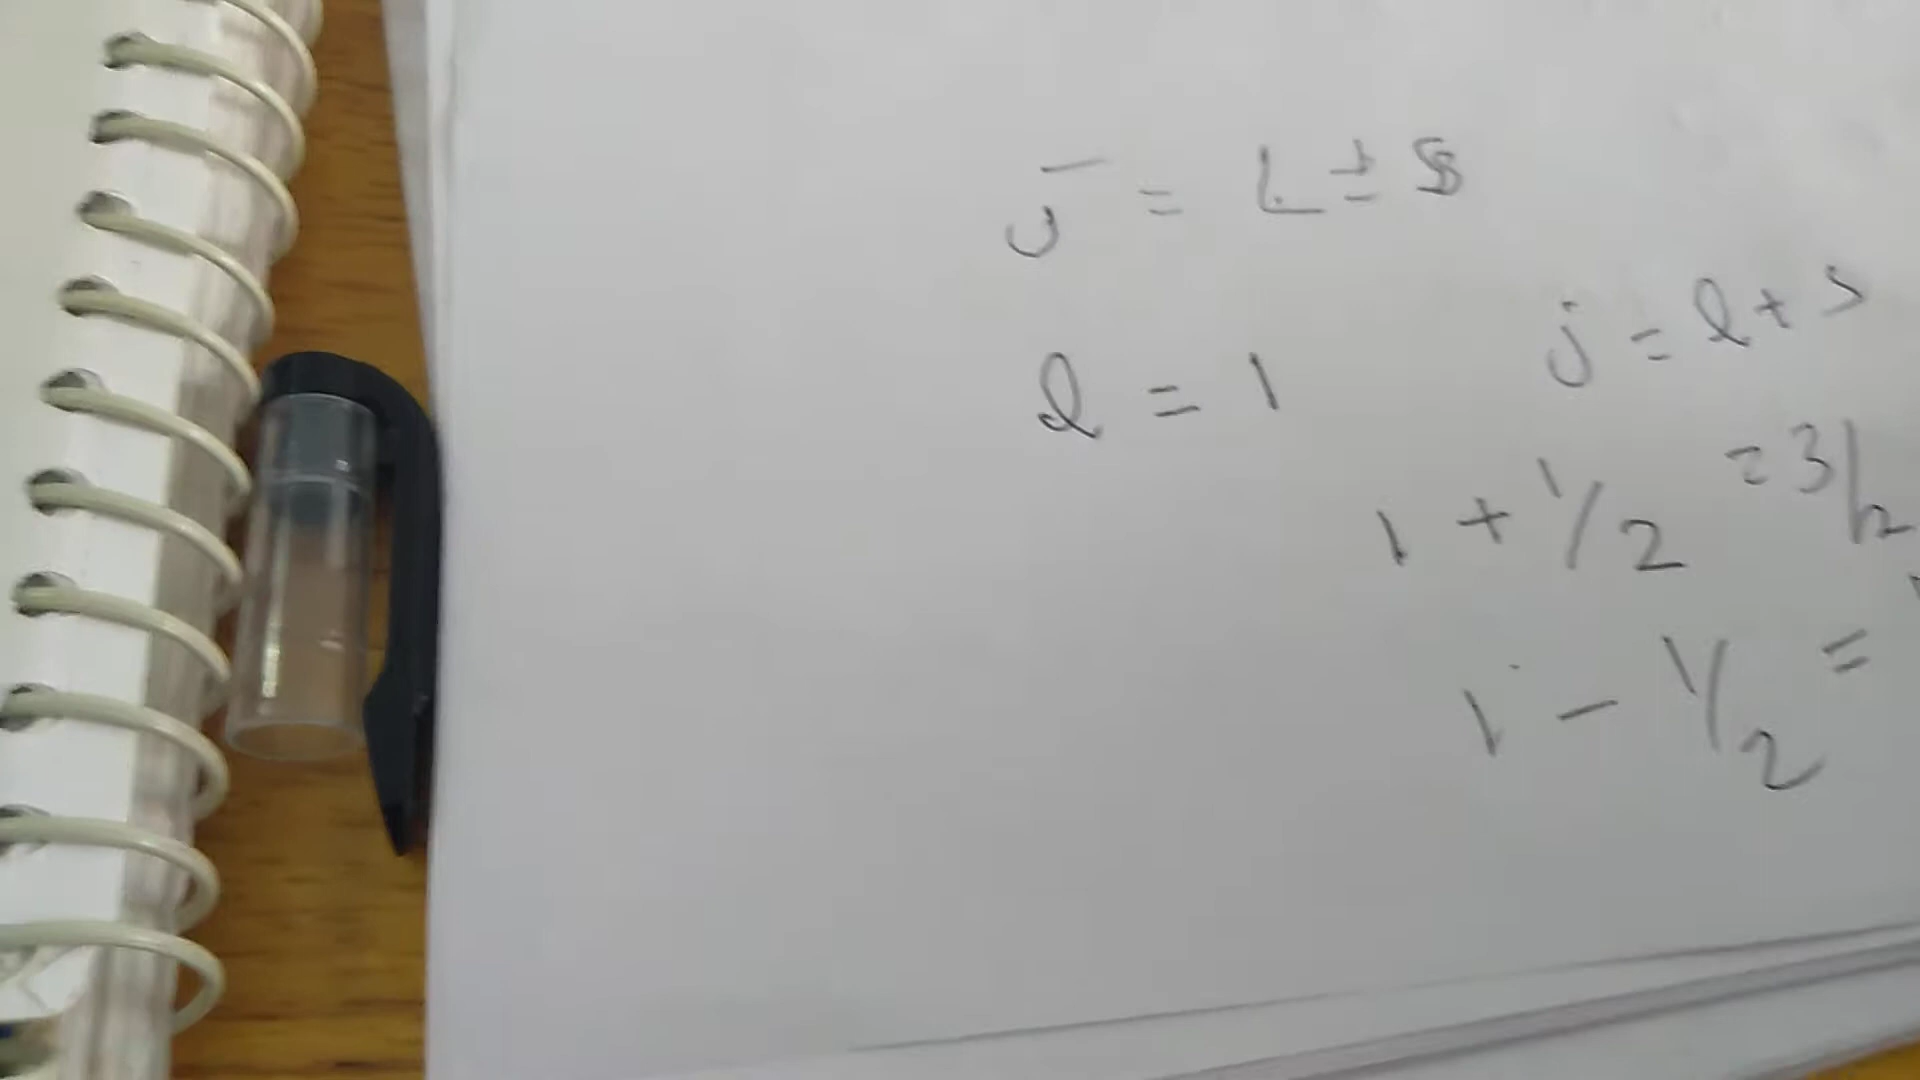 J = L ± S
l = 1
j = l + s
1 + 1/2 = 3/2
1 - 1/2 =